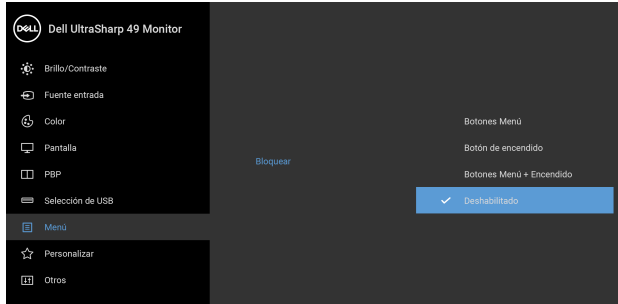 DELL Dell UltraSharp 49 Monitor
Brillo/Contraste
Fuente entrada
Color
Pantalla
PBP
Selección de USB
Menú
Personalizar
Otros
Bloquear
Botones Menú
Botón de encendido
Botones Menú + Encendido
Deshabilitado